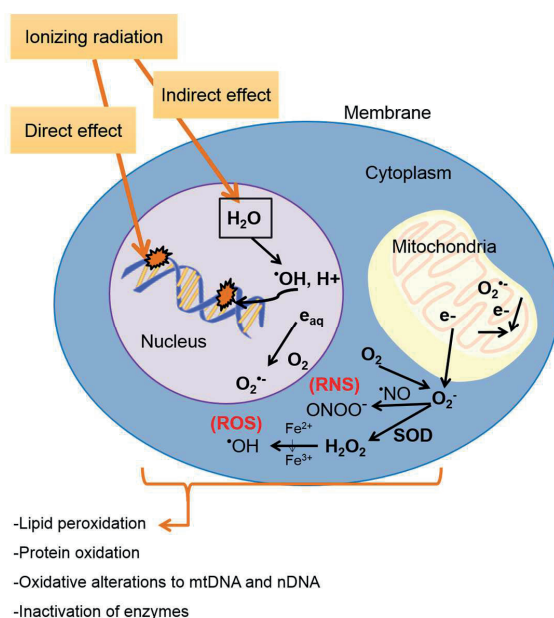 Ionizing radiation
Indirect effect
Direct effect
Membrane
Cytoplasm
H₂O
Mitochondria
•OH, H+
O₂•-
e-
e-
eaq
Nucleus
O₂
O₂•-
O₂
(RNS)
•NO
O₂-
ONOO-
(ROS)
Fe²⁺
SOD
•OH
H₂O₂
Fe³⁺
-Lipid peroxidation
-Protein oxidation
-Oxidative alterations to mtDNA and nDNA
-Inactivation of enzymes